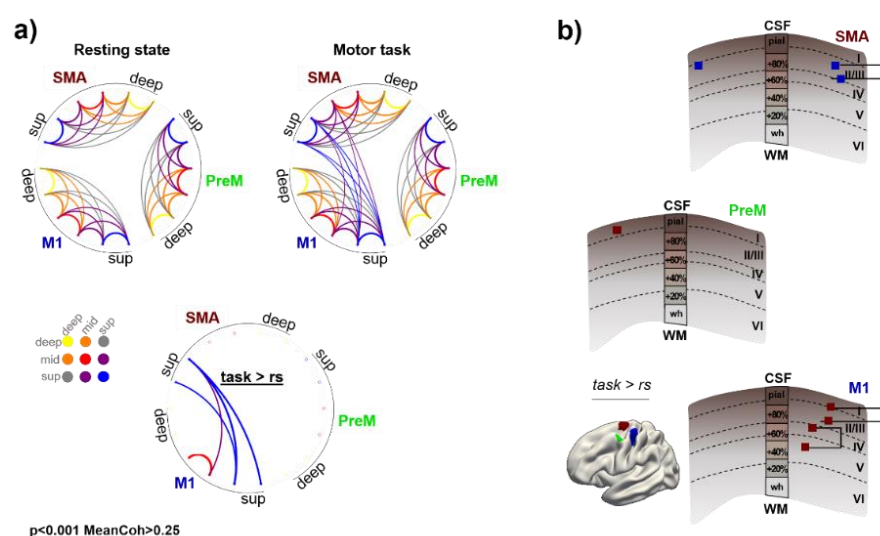 a)
Resting state
SMA
deep
sup
sup
PreM
deep
deep
M1
sup
Motor task
SMA
deep
sup
sup
PreM
deep
deep
M1
sup
deep
mid
sup
deep
mid
sup
SMA
deep
sup
sup
task > rs
PreM
deep
deep
M1
sup
p<0.001 MeanCoh>0.25
b)
CSF
SMA
pial
+80%
+60%
+40%
+20%
wh
I
II/III
IV
V
VI
WM
CSF
PreM
pial
+80%
+60%
+40%
+20%
wh
I
II/III
IV
V
VI
WM
task > rs
CSF
M1
pial
+80%
+60%
+40%
+20%
wh
I
II/III
IV
V
VI
WM